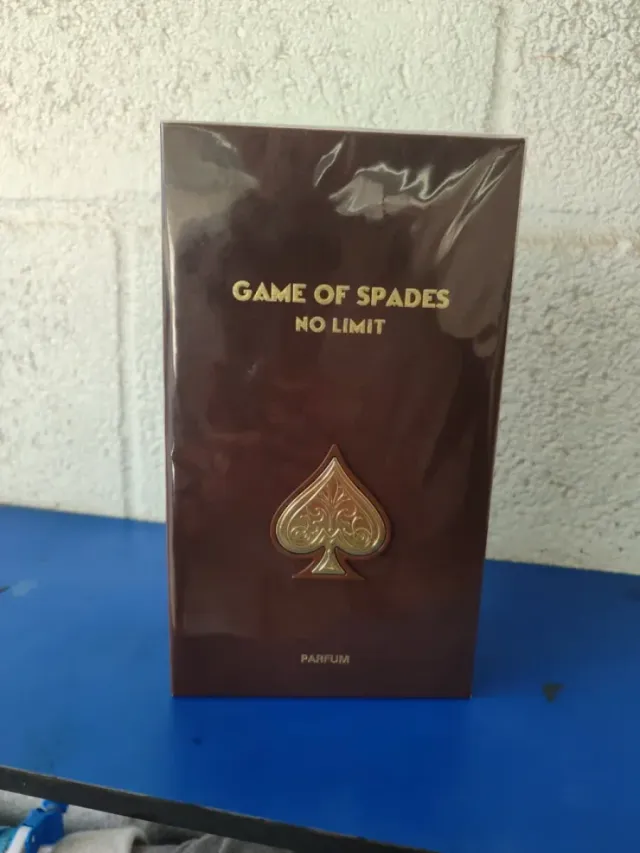 GAME OF SPADES
NO LIMIT
PARFUM